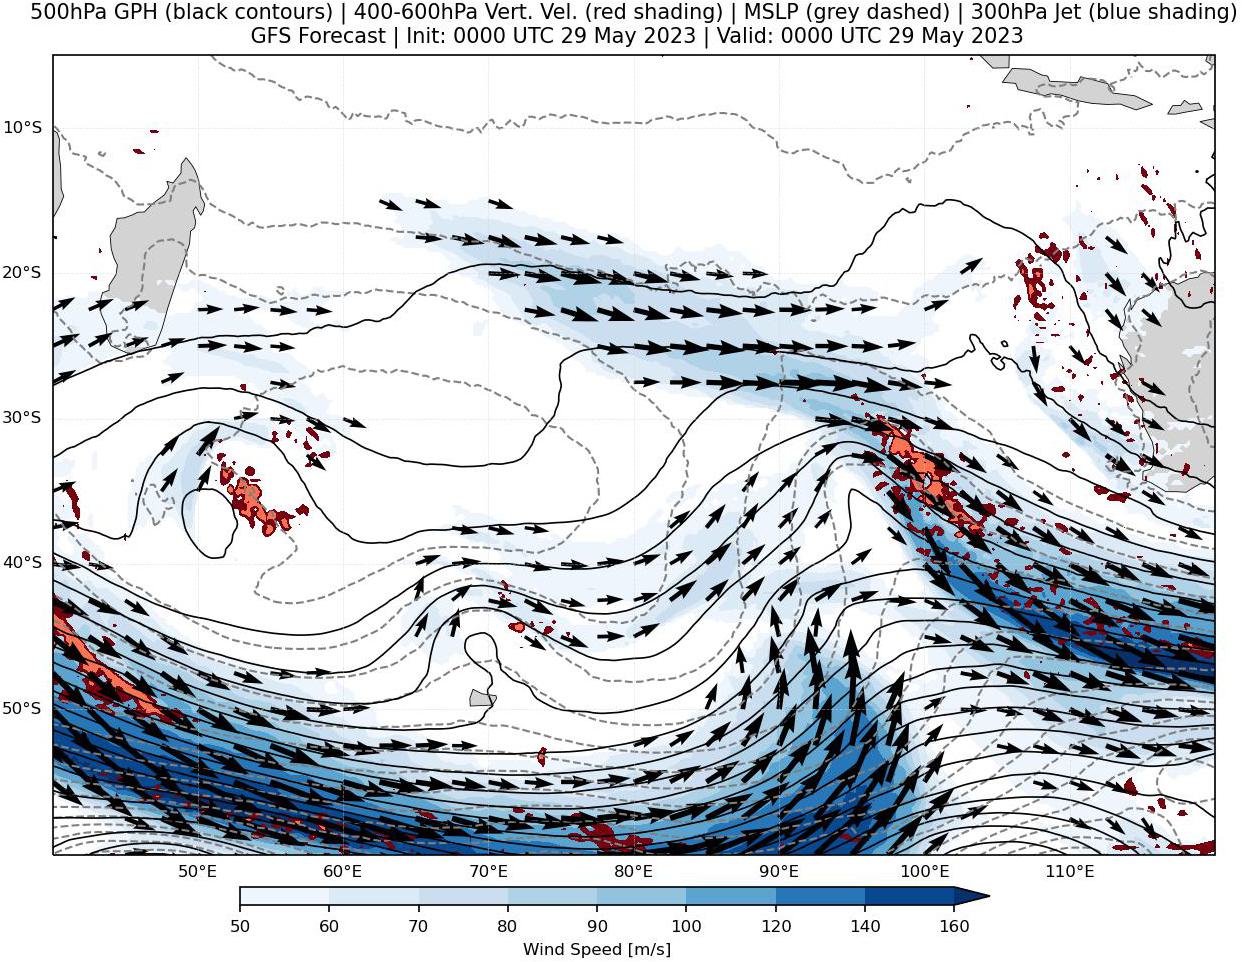 500hPa GPH (black contours) | 400-600hPa Vert. Vel. (red shading) | MSLP (grey dashed) | 300hPa Jet (blue shading)
GFS Forecast | Init: 0000 UTC 29 May 2023 | Valid: 0000 UTC 29 May 2023
10°S
20°S
30°S
40°S
50°S
50°E 60°E 70°E 80°E 90°E 100°E 110°E
50 60 70 80 90 100 120 140 160
Wind Speed [m/s]